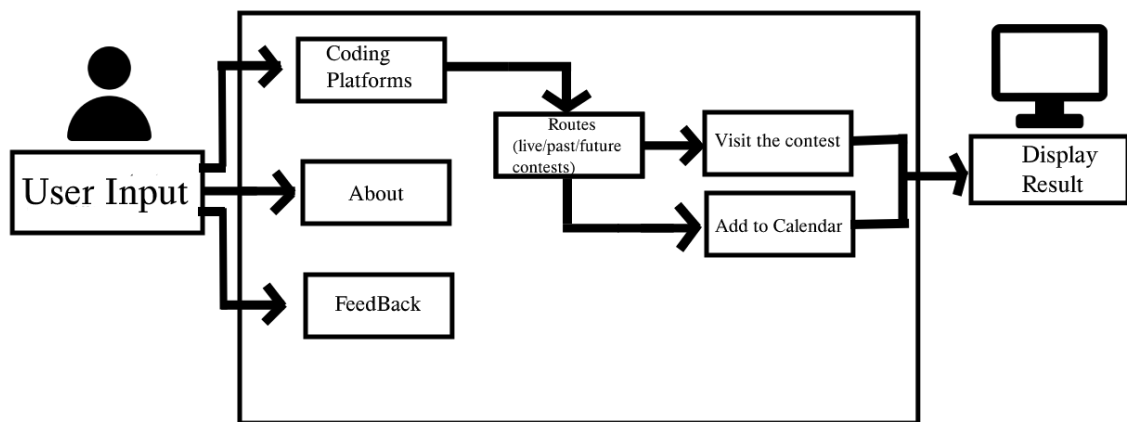 User Input
Coding
Platforms
About
FeedBack
Routes
(live/past/future
contests)
Visit the contest
Add to Calendar
Display
Result